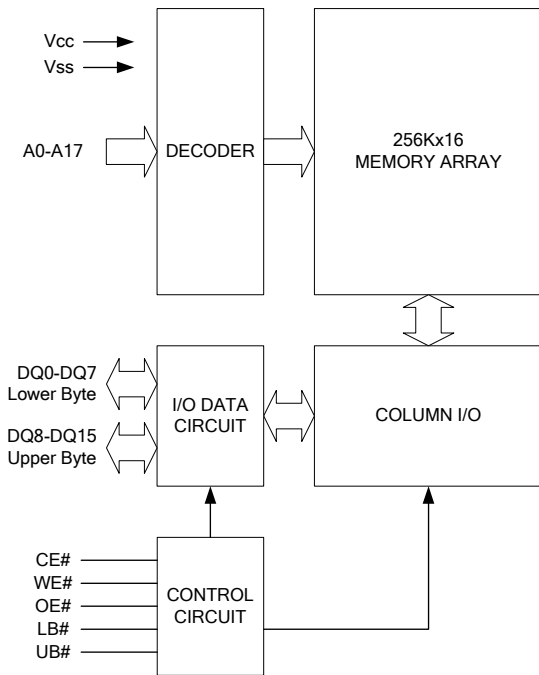 Vcc
Vss
A0-A17
DECODER
256Kx16
MEMORY ARRAY
DQ0-DQ7
Lower Byte
DQ8-DQ15
Upper Byte
I/O DATA
CIRCUIT
COLUMN I/O
CE#
WE#
OE#
LB#
UB#
CONTROL
CIRCUIT